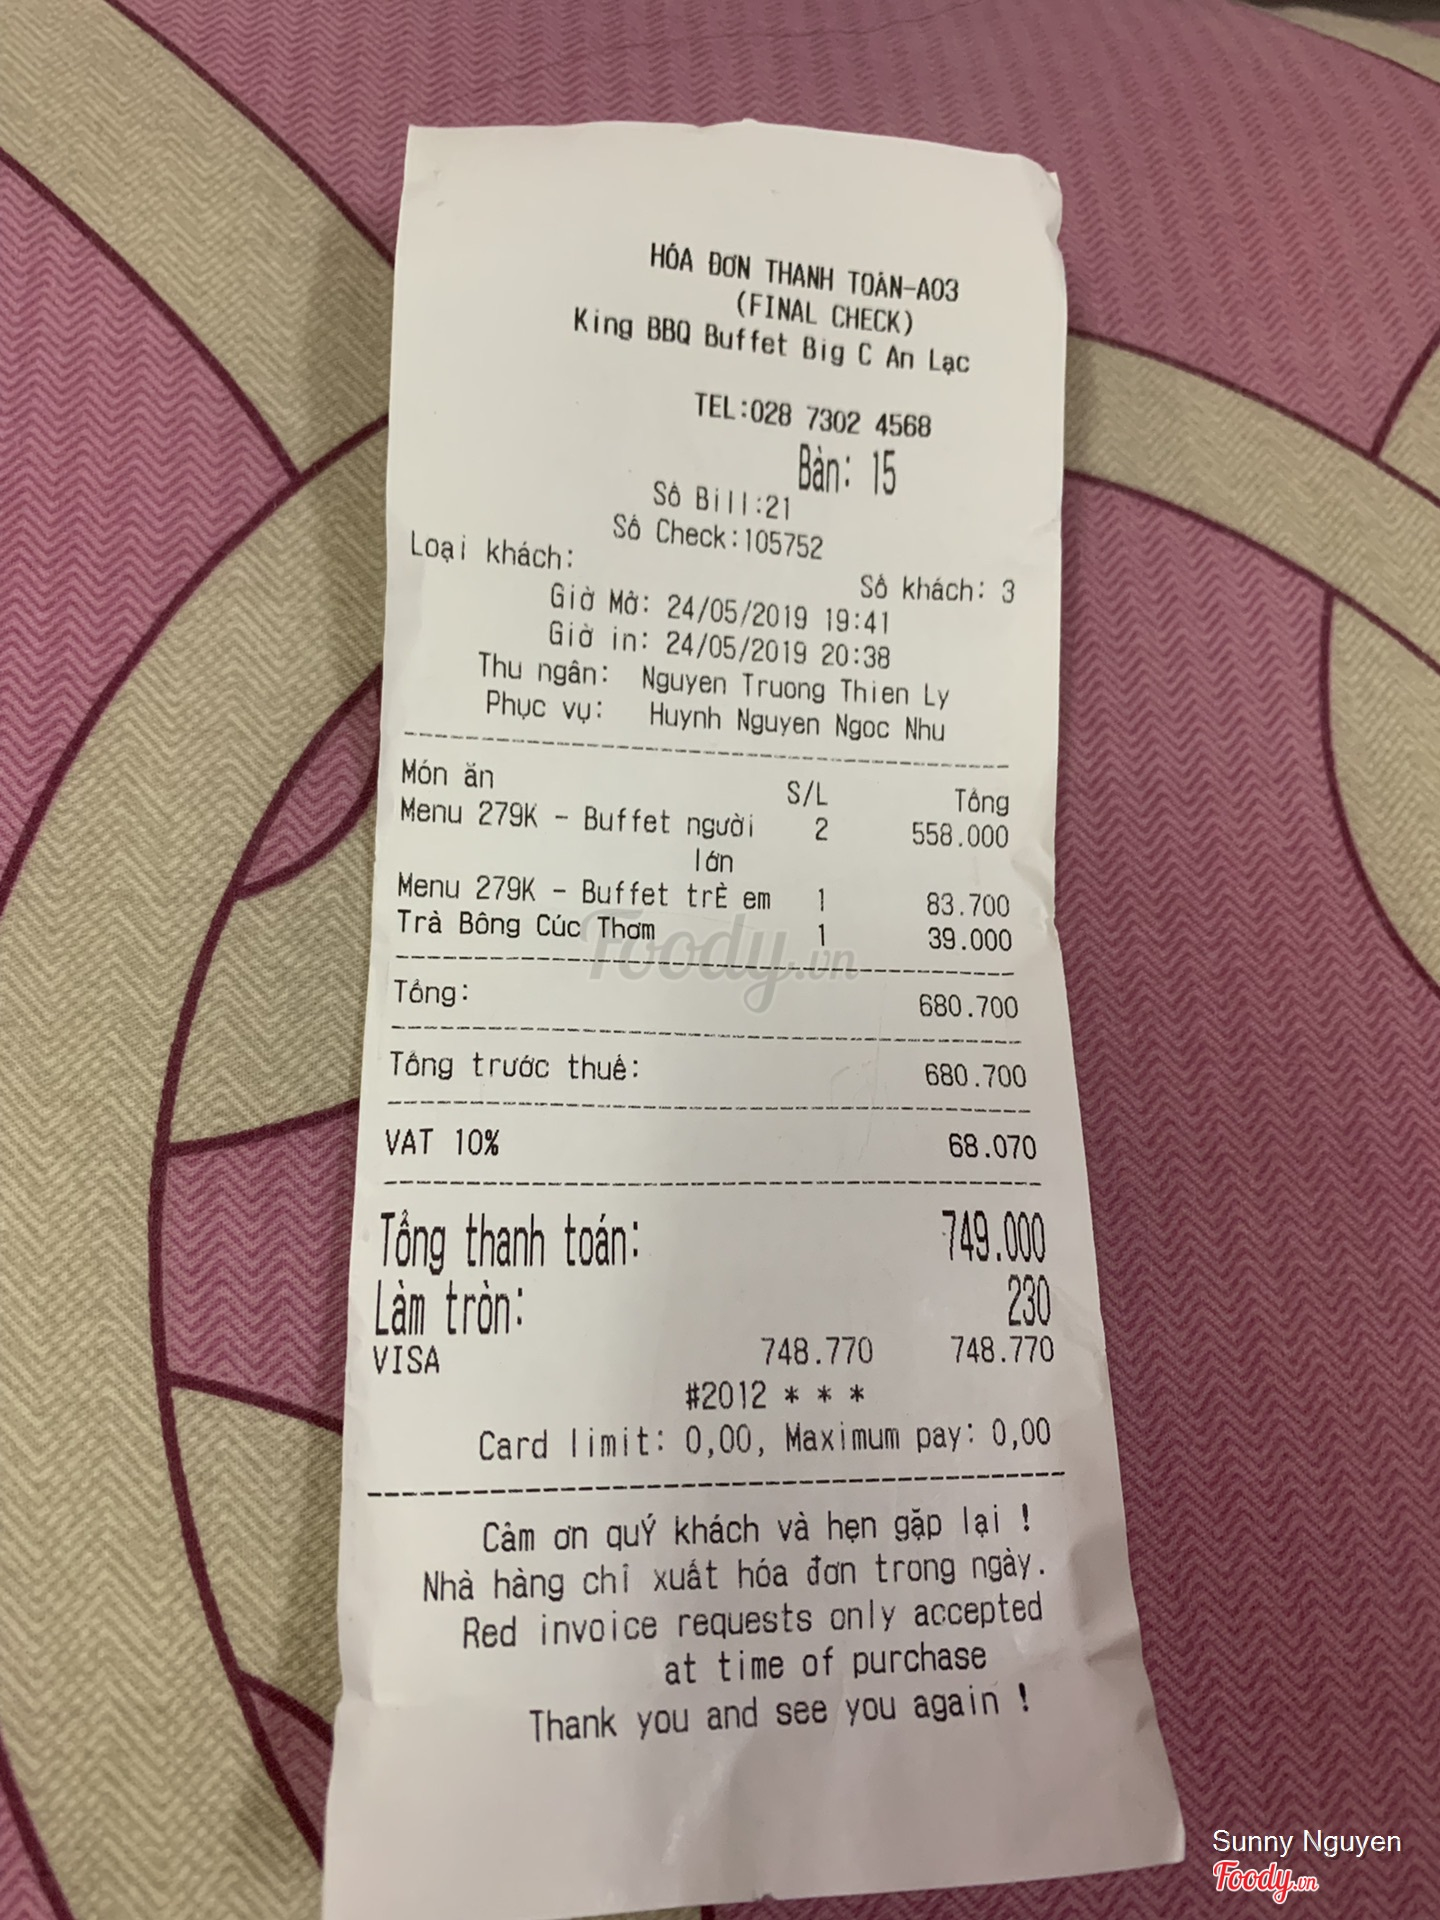 HÓA ĐƠN THANH TOÁN-A03
(FINAL CHECK)
King BBQ Buffet Big C An Lạc
TEL:028 7302 4568
Bàn: 15
Số Bill:21
Số Check:105752
Loại khách:
Số khách: 3
Giờ Mở: 24/05/2019 19:41
Giờ in: 24/05/2019 20:38
Thu ngân: Nguyen Truong Thien Ly
Phục vụ: Huynh Nguyen Ngoc Nhu
Món ăn S/L Tổng
Menu 279K - Buffet người 2 558.000
lớn
Menu 279K - Buffet trẺ em 1 83.700
Trà Bông Cúc Thơm 1 39.000
Foody.vn
Tổng: 680.700
Tổng trước thuế: 680.700
VAT 10% 68.070
Tổng thanh toán: 749.000
Làm tròn: 230
VISA 748.770 748.770
#2012 * * *
Card limit: 0,00, Maximum pay: 0,00
Cảm ơn quÝ khách và hẹn gặp lại !
Nhà hàng chỉ xuất hóa đơn trong ngày.
Red invoice requests only accepted
at time of purchase
Thank you and see you again !
Sunny Nguyen
Foody.vn